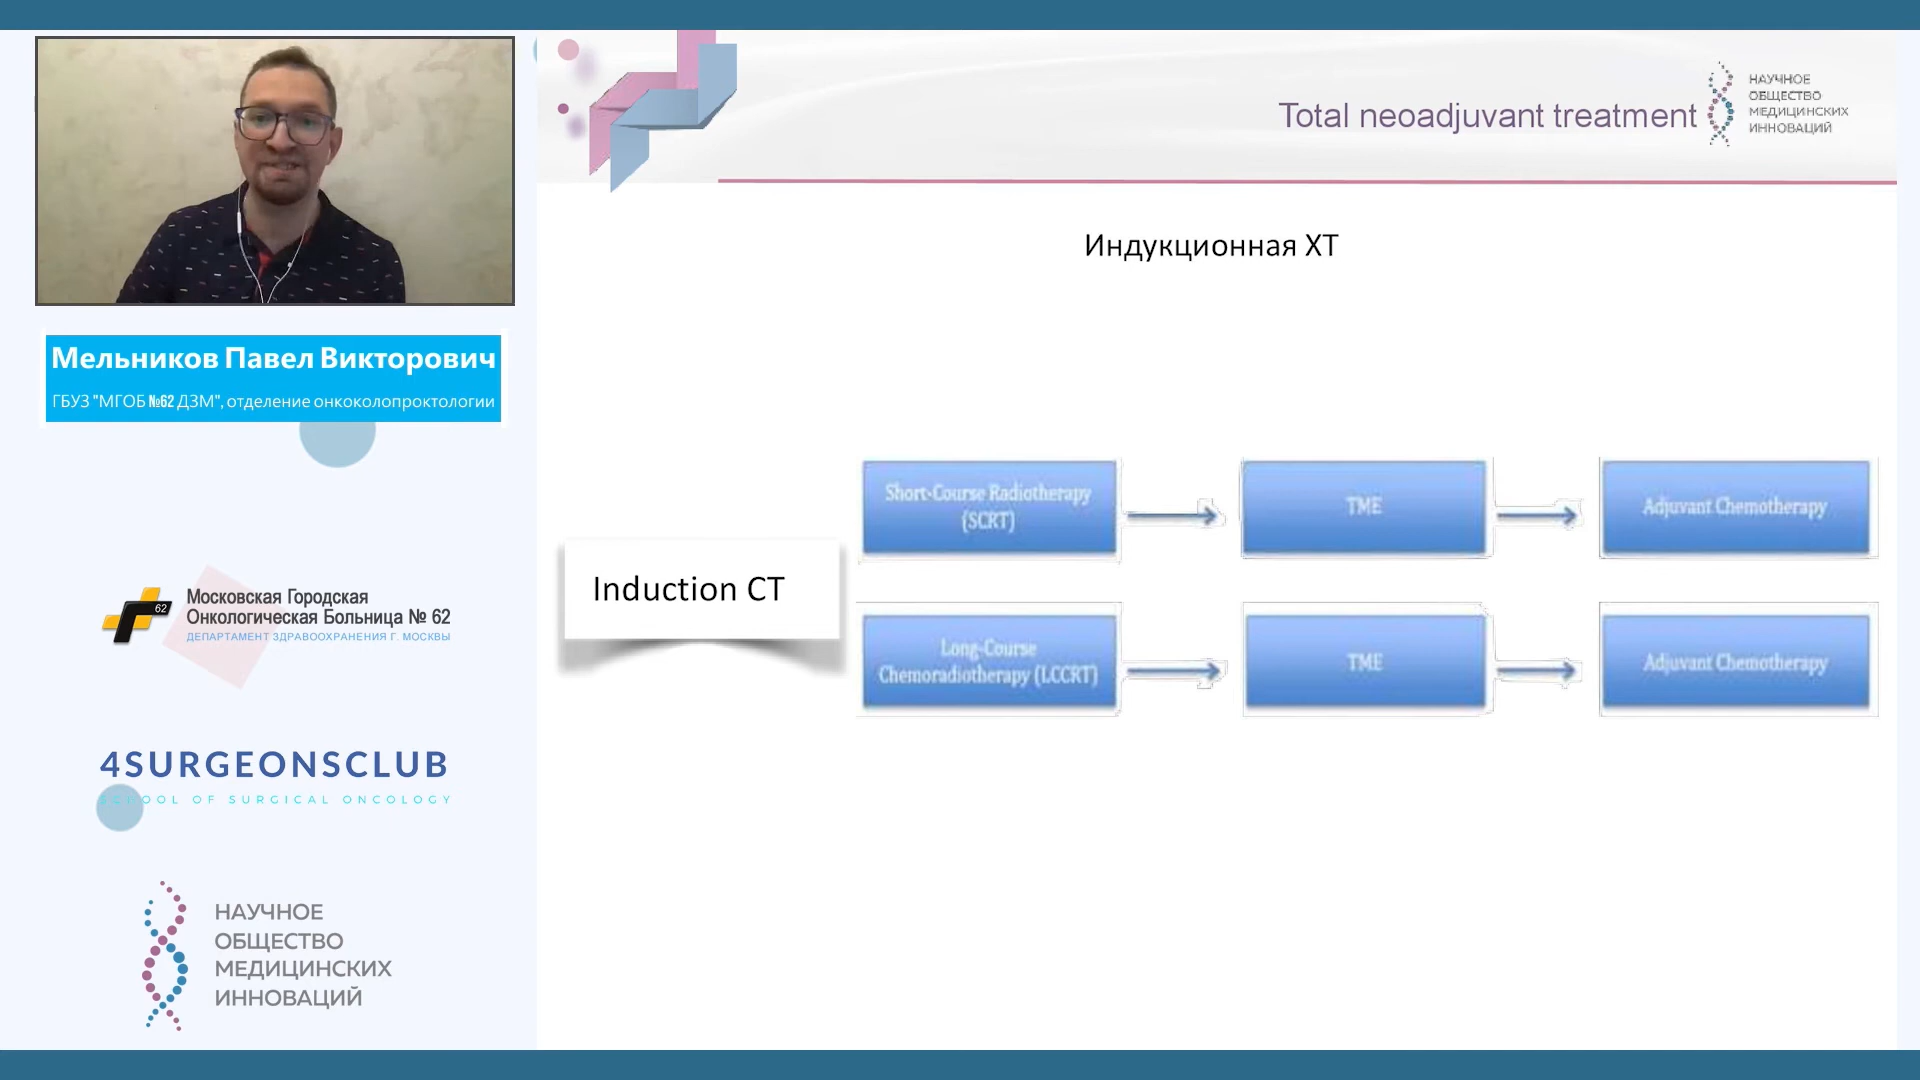 Мельников Павел Викторович
ГБУЗ "МГОБ №62 ДЗМ", отделение онкоколопроктологии
62
Московская Городская
Онкологическая Больница № 62
ДЕПАРТАМЕНТ ЗДРАВООХРАНЕНИЯ Г. МОСКВЫ
4SURGEONSCLUB
SCHOOL OF SURGICAL ONCOLOGY
НАУЧНОЕ
ОБЩЕСТВО
МЕДИЦИНСКИХ
ИННОВАЦИЙ
Total neoadjuvant treatment
НАУЧНОЕ
ОБЩЕСТВО
МЕДИЦИНСКИХ
ИННОВАЦИЙ
Индукционная ХТ
Induction CT
Short-Course Radiotherapy
(SCRT)
TME
Adjuvant Chemotherapy
Long-Course
Chemoradiotherapy (LCCRT)
TME
Adjuvant Chemotherapy